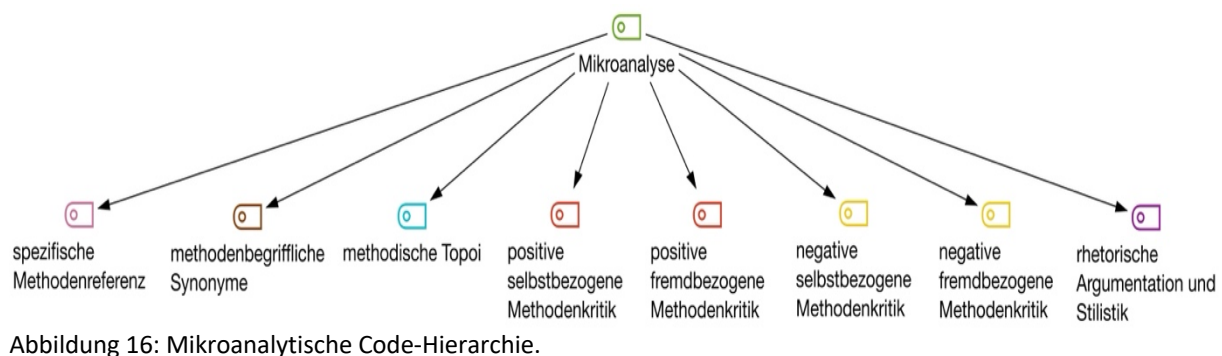 Mikroanalyse
spezifische
Methodenreferenz
methodenbegriffliche
Synonyme
methodische Topoi
positive
selbstbezogene
Methodenkritik
positive
fremdbezogene
Methodenkritik
negative
selbstbezogene
Methodenkritik
negative
fremdbezogene
Methodenkritik
rhetorische
Argumentation und
Stilistik
Abbildung 16: Mikroanalytische Code-Hierarchie.